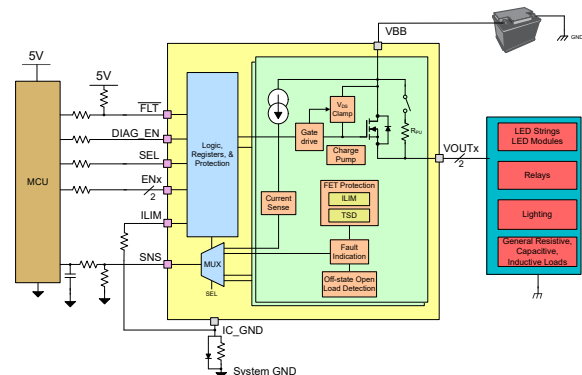 VBB
GND
5V
5V
FLT
DIAG_EN
SEL
ENx
2
ILIM
SNS
MCU
Logic,
Registers, &
Protection
VDS
Clamp
Gate
drive
RPU
Charge
Pump
VOUTx
2
Current
Sense
FET Protection
ILIM
TSD
Fault
Indication
Off-state Open
Load Detection
MUX
SEL
IC_GND
System GND
LED Strings
LED Modules
Relays
Lighting
General Resistive,
Capacitive,
Inductive Loads